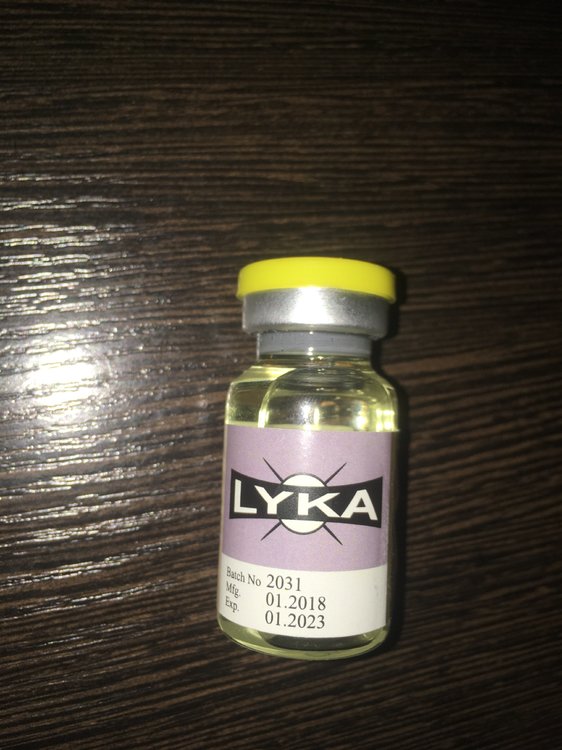 LYKA
Batch No 2031
Mfg. 01.2018
Exp. 01.2023